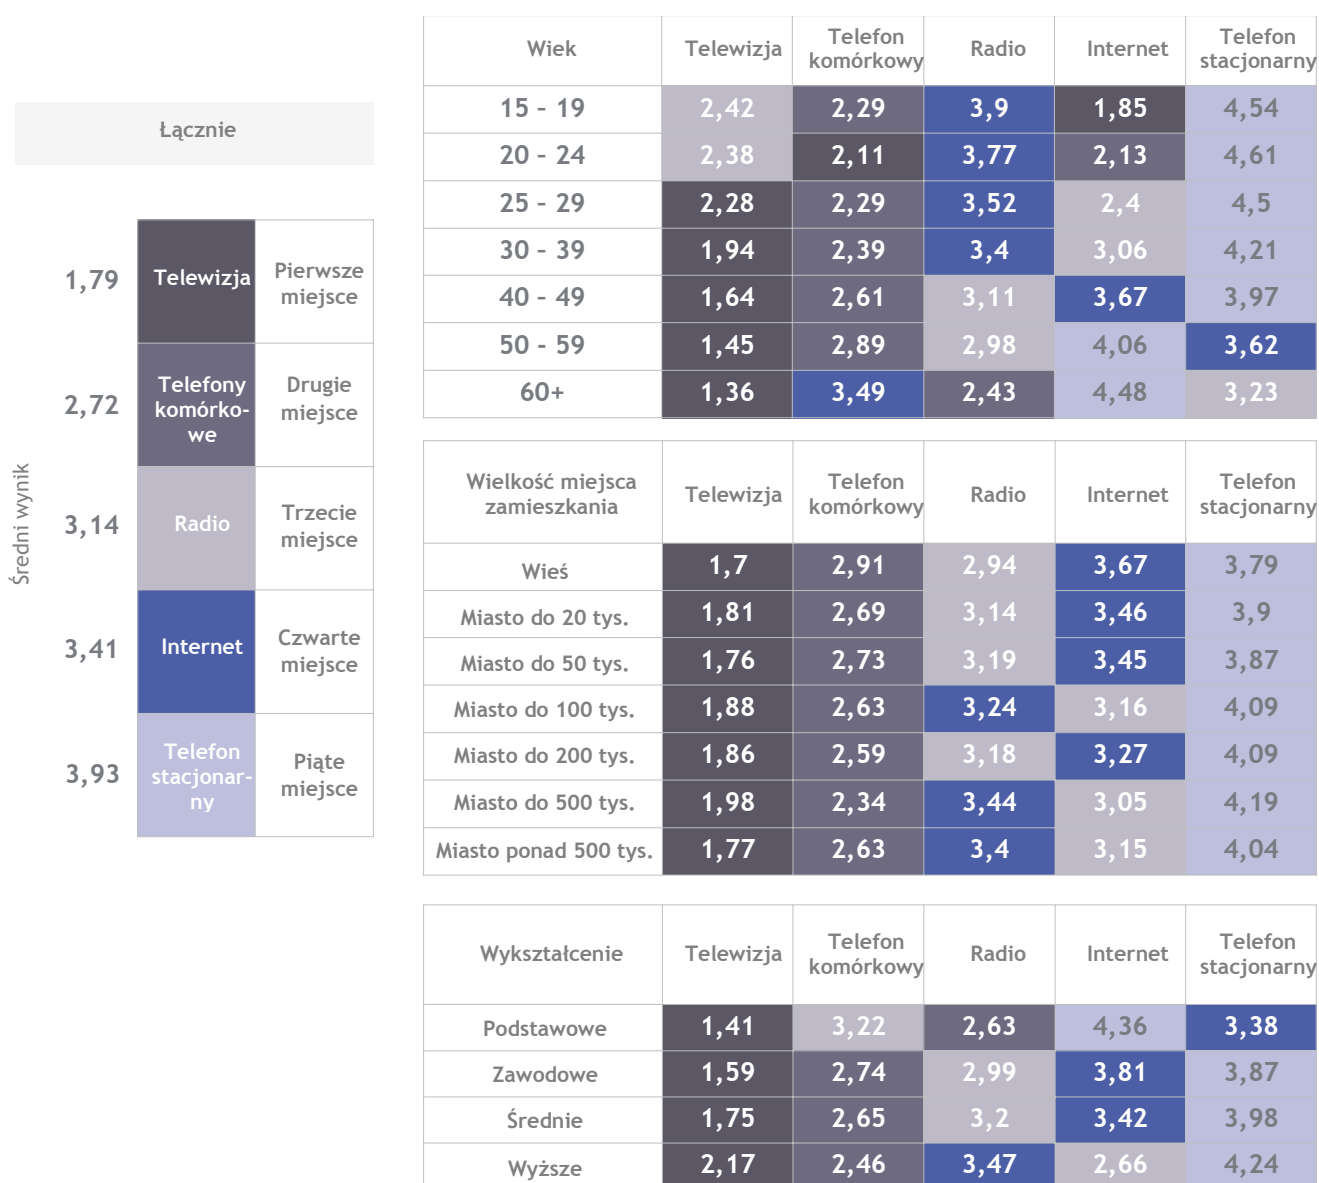 Łącznie
Średni wynik
1,79 Telewizja Pierwsze
miejsce
2,72 Telefony
komórko-
we
Drugie
miejsce
3,14 Radio Trzecie
miejsce
3,41 Internet Czwarte
miejsce
3,93 Telefon
stacjonar-
ny
Piąte
miejsce
Wiek Telewizja Telefon
komórkowy Radio Internet Telefon
stacjonarny
15 – 19 2,42 2,29 3,9 1,85 4,54
20 – 24 2,38 2,11 3,77 2,13 4,61
25 – 29 2,28 2,29 3,52 2,4 4,5
30 – 39 1,94 2,39 3,4 3,06 4,21
40 – 49 1,64 2,61 3,11 3,67 3,97
50 - 59 1,45 2,89 2,98 4,06 3,62
60+ 1,36 3,49 2,43 4,48 3,23
Wielkość miejsca
zamieszkania Telewizja Telefon
komórkowy Radio Internet Telefon
stacjonarny
Wieś 1,7 2,91 2,94 3,67 3,79
Miasto do 20 tys. 1,81 2,69 3,14 3,46 3,9
Miasto do 50 tys. 1,76 2,73 3,19 3,45 3,87
Miasto do 100 tys. 1,88 2,63 3,24 3,16 4,09
Miasto do 200 tys. 1,86 2,59 3,18 3,27 4,09
Miasto do 500 tys. 1,98 2,34 3,44 3,05 4,19
Miasto ponad 500 tys. 1,77 2,63 3,4 3,15 4,04
Wykształcenie Telewizja Telefon
komórkowy Radio Internet Telefon
stacjonarny
Podstawowe 1,41 3,22 2,63 4,36 3,38
Zawodowe 1,59 2,74 2,99 3,81 3,87
Średnie 1,75 2,65 3,2 3,42 3,98
Wyższe 2,17 2,46 3,47 2,66 4,24